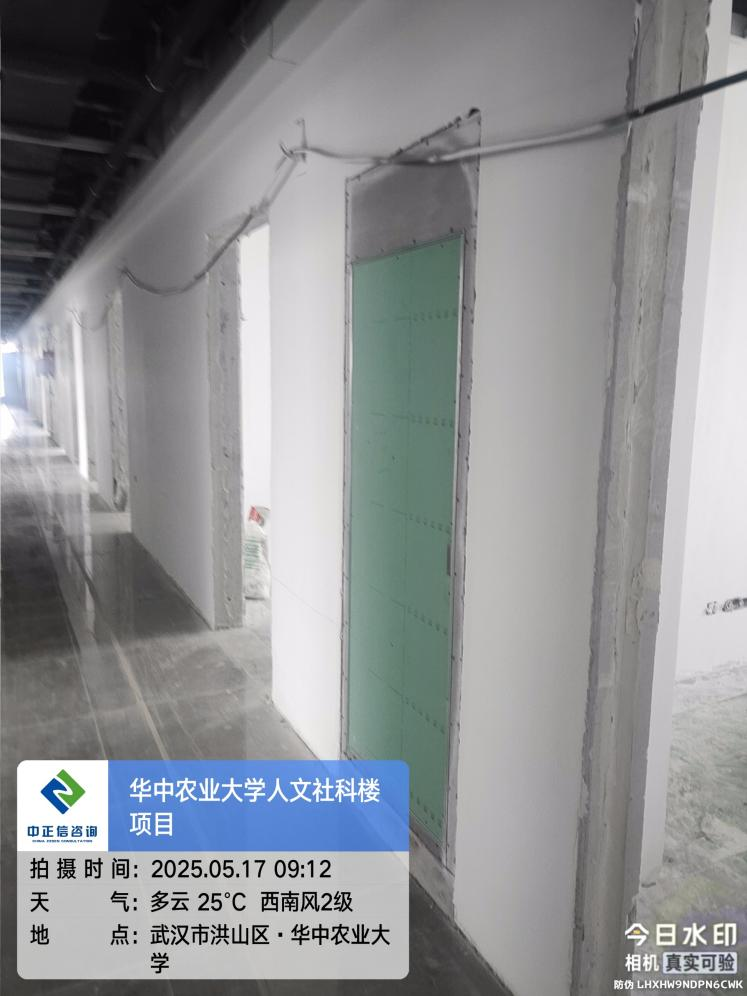 中正信咨询
CHINA ZEXIN CONSULTATION
华中农业大学人文社科楼
项目
拍摄时间: 2025.05.17 09:12
天 气: 多云 25°C 西南风2级
地 点: 武汉市洪山区·华中农业大
学
今日水印
相机 真实可验
防伪 LHXHW9NDPN6CWK